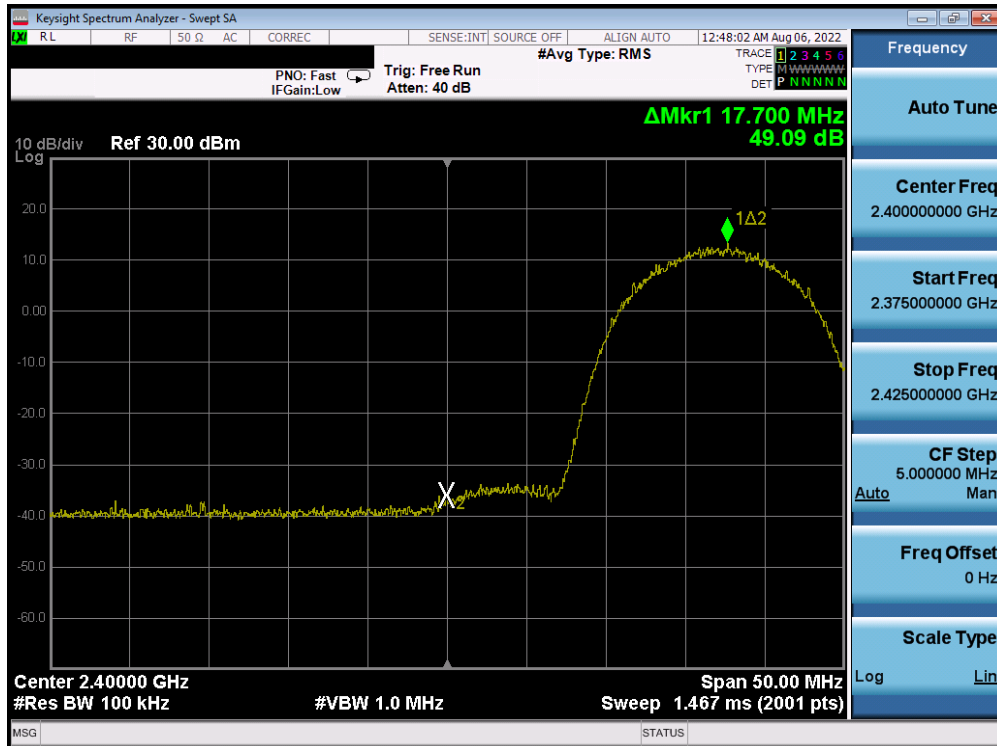 Keysight Spectrum Analyzer - Swept SA
LXI RL RF 50 Ω AC CORREC SENSE:INT SOURCE OFF ALIGN AUTO 12:48:02 AM Aug 06, 2022
#Avg Type: RMS
TRACE 1 2 3 4 5 6
TYPE M W W W W W
DET P N N N N N
PNO: Fast Trig: Free Run
IFGain:Low Atten: 40 dB
ΔMkr1 17.700 MHz
49.09 dB
10 dB/div Ref 30.00 dBm
Log
20.0
10.0
0.00
-10.0
-20.0
-30.0
-40.0
-50.0
-60.0
1Δ2
X2
Center 2.40000 GHz Span 50.00 MHz
#Res BW 100 kHz #VBW 1.0 MHz Sweep 1.467 ms (2001 pts)
MSG STATUS
Frequency
Auto Tune
Center Freq
2.400000000 GHz
Start Freq
2.375000000 GHz
Stop Freq
2.425000000 GHz
CF Step
5.000000 MHz
Auto Man
Freq Offset
0 Hz
Scale Type
Log Lin